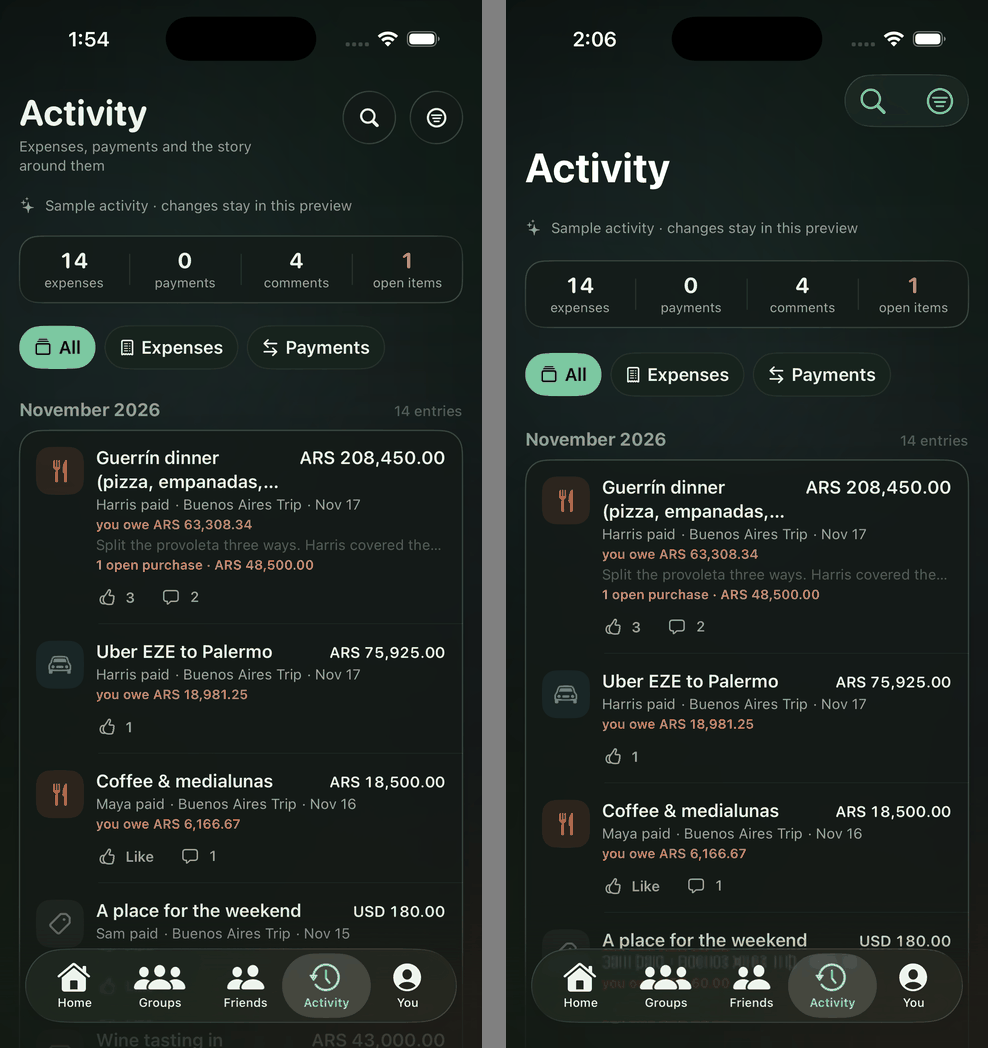 1:54
Activity
Expenses, payments and the story
around them
Sample activity · changes stay in this preview
14
expenses
0
payments
4
comments
1
open items
All
Expenses
Payments
November 2026
14 entries
Guerrín dinner
(pizza, empanadas,...
ARS 208,450.00
Harris paid · Buenos Aires Trip · Nov 17
you owe ARS 63,308.34
Split the provoleta three ways. Harris covered the...
1 open purchase · ARS 48,500.00
3
2
Uber EZE to Palermo
ARS 75,925.00
Harris paid · Buenos Aires Trip · Nov 17
you owe ARS 18,981.25
1
Coffee & medialunas
ARS 18,500.00
Maya paid · Buenos Aires Trip · Nov 16
you owe ARS 6,166.67
Like
1
A place for the weekend
USD 180.00
Sam paid · Buenos Aires Trip · Nov 15
Home
Groups
Friends
Activity
You
Wine tasting in
ARS 43,000.00
2:06
Activity
Sample activity · changes stay in this preview
14
expenses
0
payments
4
comments
1
open items
All
Expenses
Payments
November 2026
14 entries
Guerrín dinner
(pizza, empanadas,...
ARS 208,450.00
Harris paid · Buenos Aires Trip · Nov 17
you owe ARS 63,308.34
Split the provoleta three ways. Harris covered the...
1 open purchase · ARS 48,500.00
3
2
Uber EZE to Palermo
ARS 75,925.00
Harris paid · Buenos Aires Trip · Nov 17
you owe ARS 18,981.25
1
Coffee & medialunas
ARS 18,500.00
Maya paid · Buenos Aires Trip · Nov 16
you owe ARS 6,166.67
Like
1
A place for the weekend
USD 180.00
Home
Groups
Friends
Activity
You